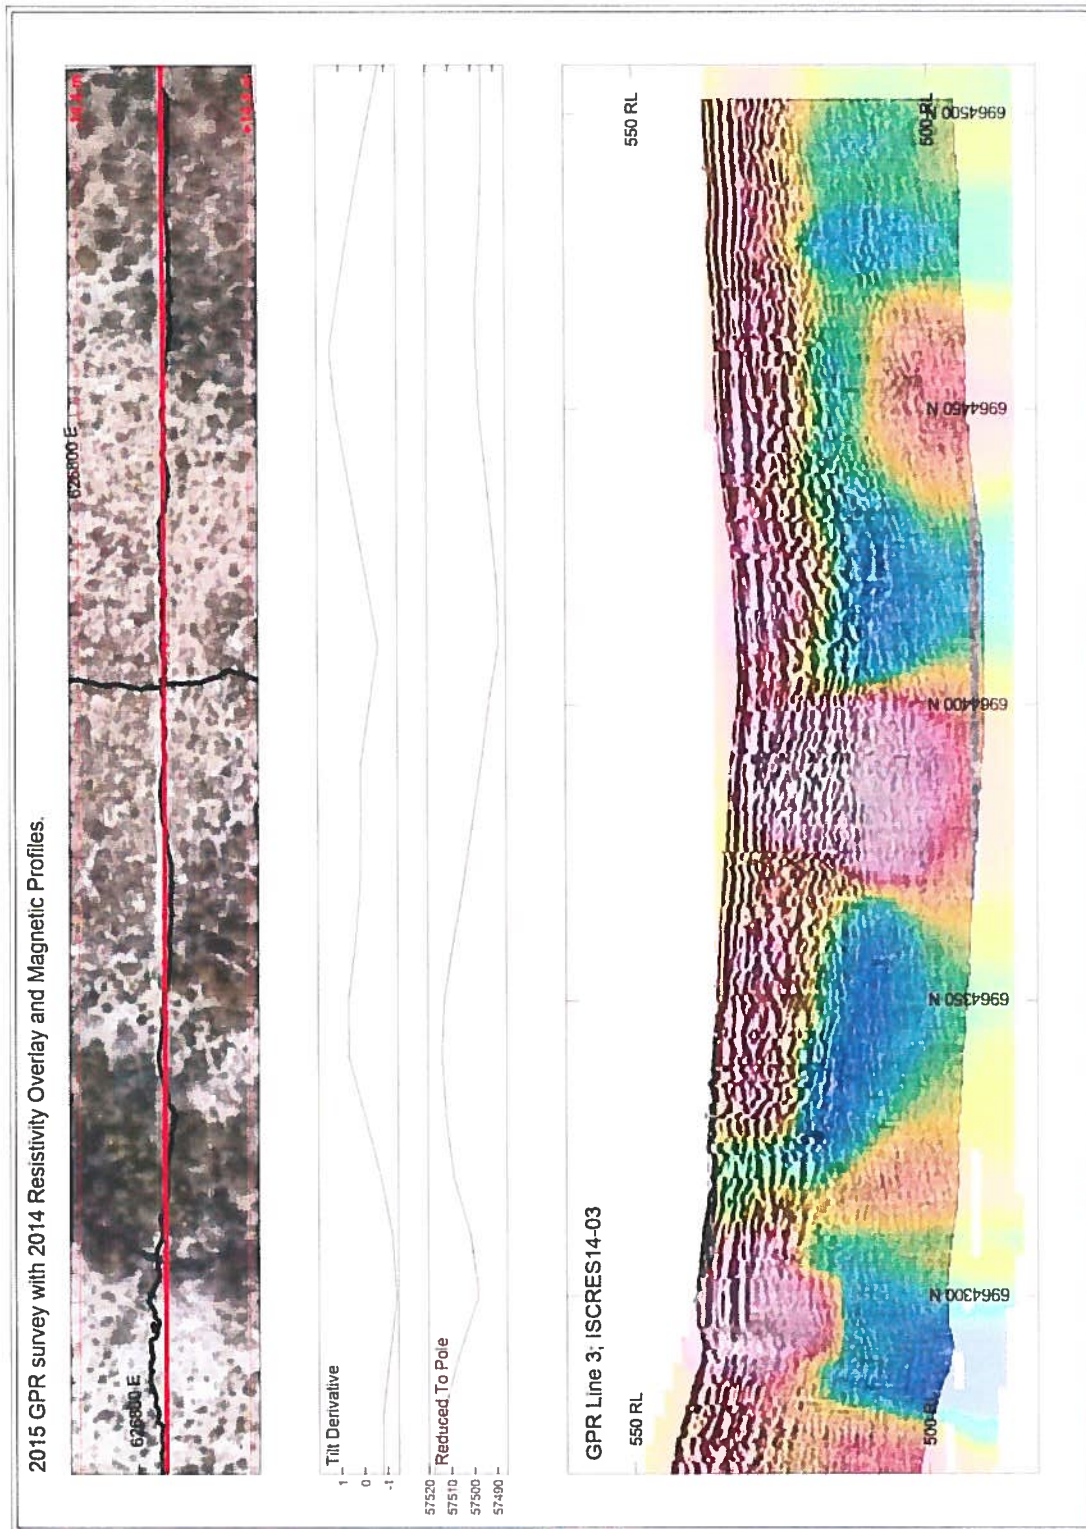 2015 GPR survey with 2014 Resistivity Overlay and Magnetic Profiles.
626800 E
626800 E
Tilt Derivative
1
0
-1
Reduced To Pole
57520
57510
57500
57490
GPR Line 3; ISCRES14-03
550 RL
550 RL
500 RL
500 RL
6964300 N
6964350 N
6964400 N
6964450 N
6964500 N